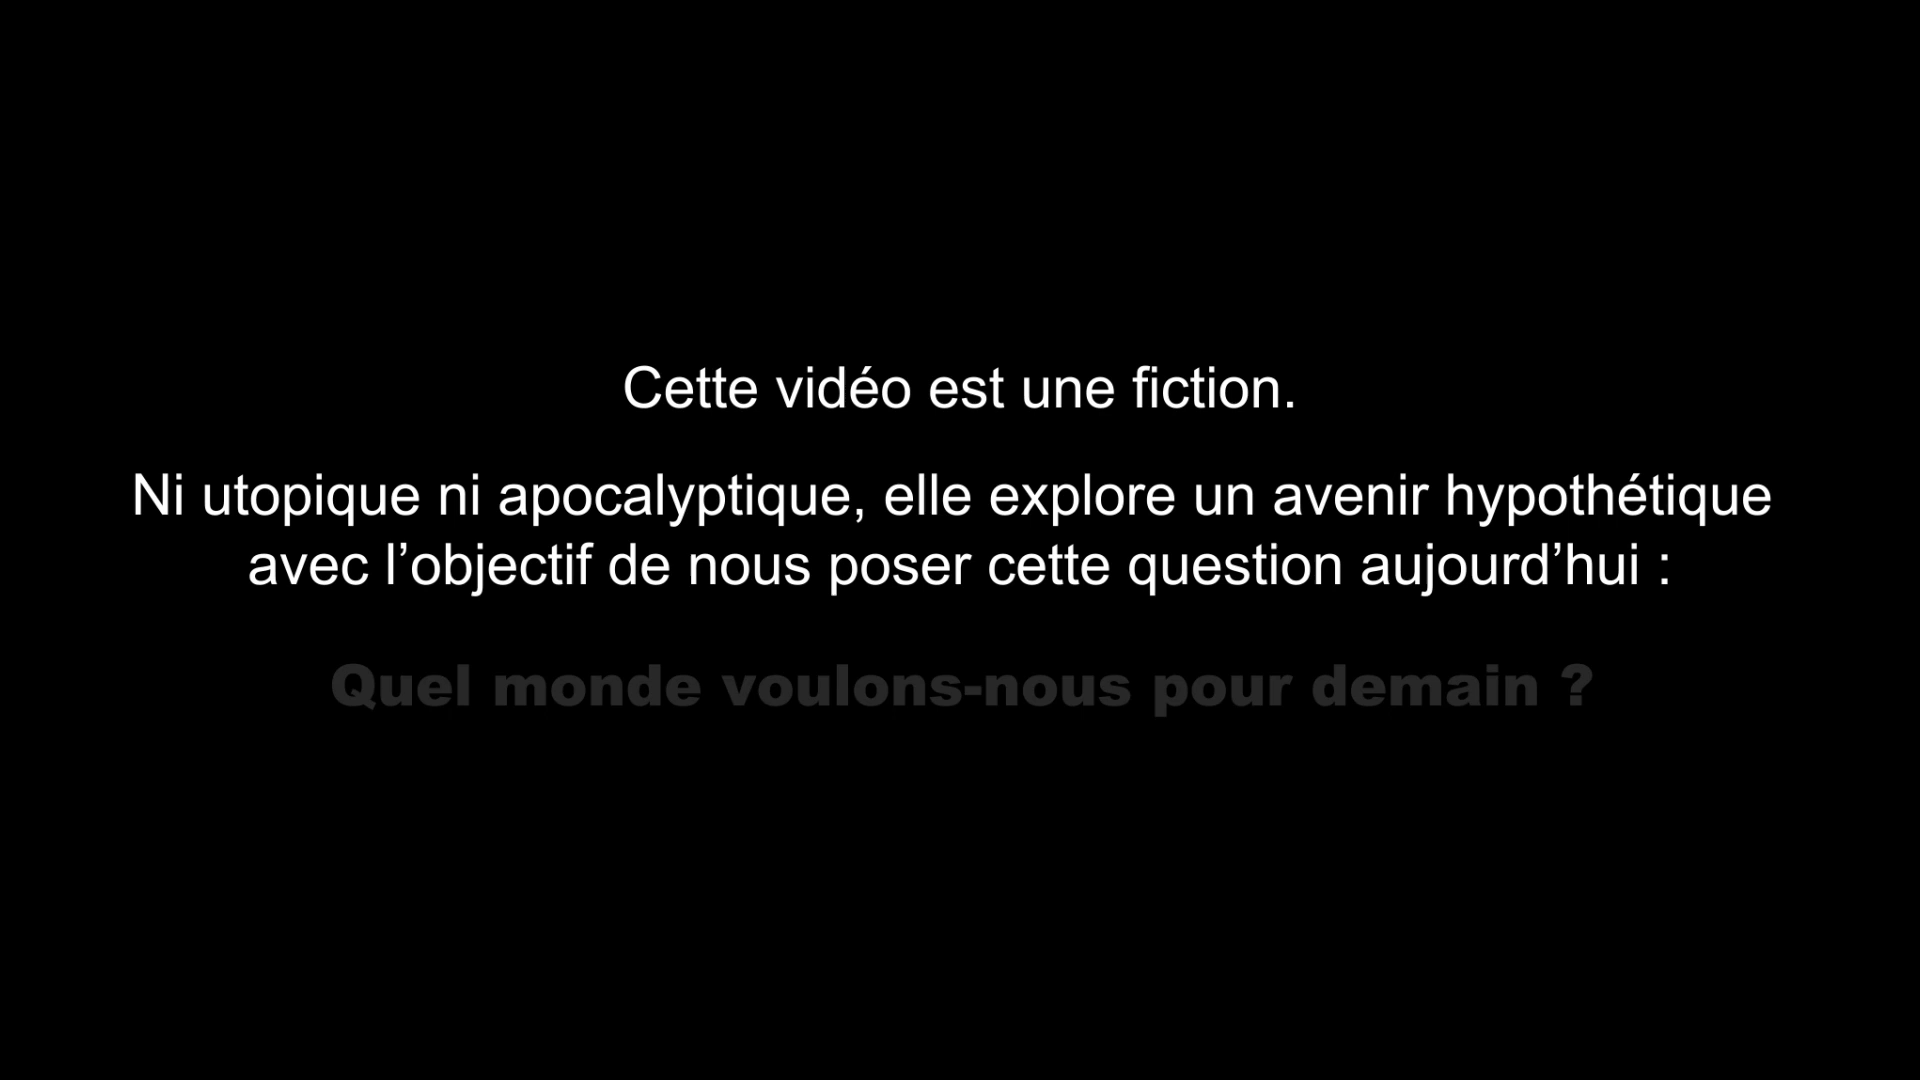 Cette vidéo est une fiction.
Ni utopique ni apocalyptique, elle explore un avenir hypothétique
avec l’objectif de nous poser cette question aujourd’hui :
Quel monde voulons-nous pour demain ?